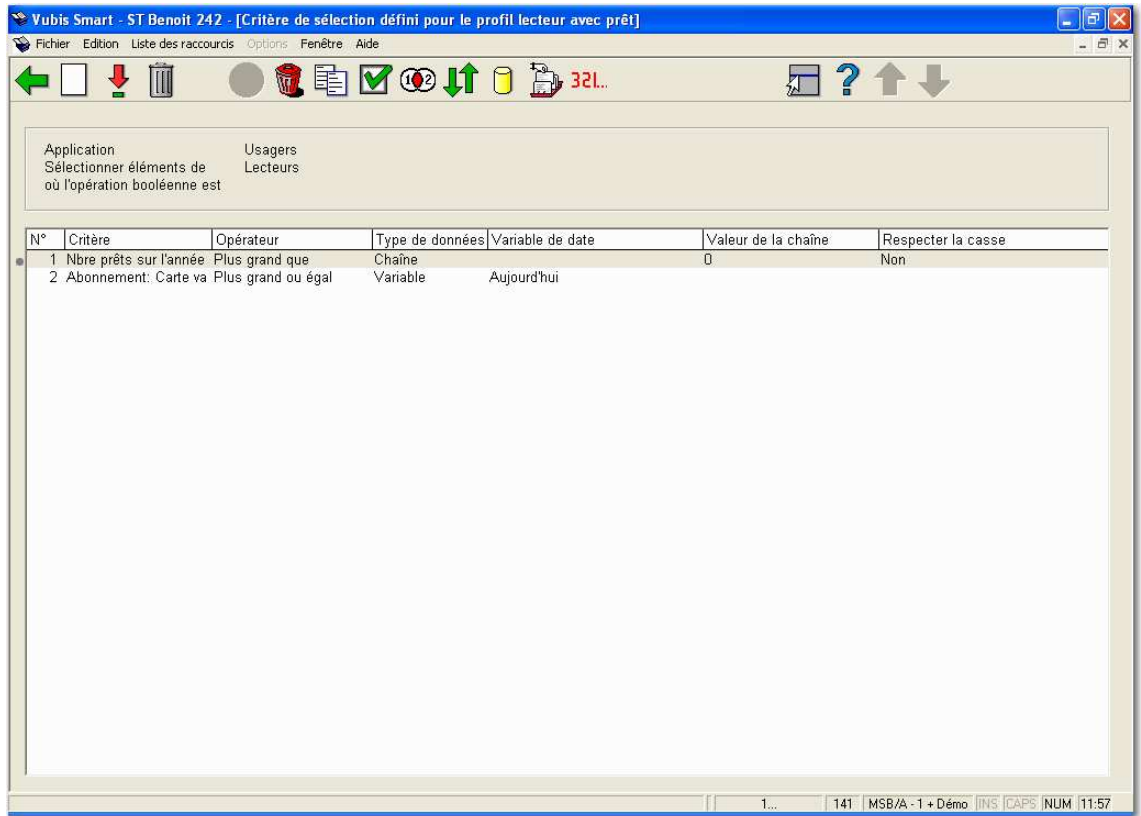 Vubis Smart - ST Benoit 242 - [Critère de sélection défini pour le profil lecteur avec prêt]
Fichier Edition Liste des raccourcis Options Fenêtre Aide
1 2 32l...
Application Usagers
Sélectionner éléments de Lecteurs
où l'opération booléenne est
N° Critère Opérateur Type de données Variable de date Valeur de la chaîne Respecter la casse
1 Nbre prêts sur l'année Plus grand que Chaîne 0 Non
2 Abonnement: Carte va Plus grand ou égal Variable Aujourd'hui
1... 141 MSB/A - 1 + Démo INS CAPS NUM 11:57